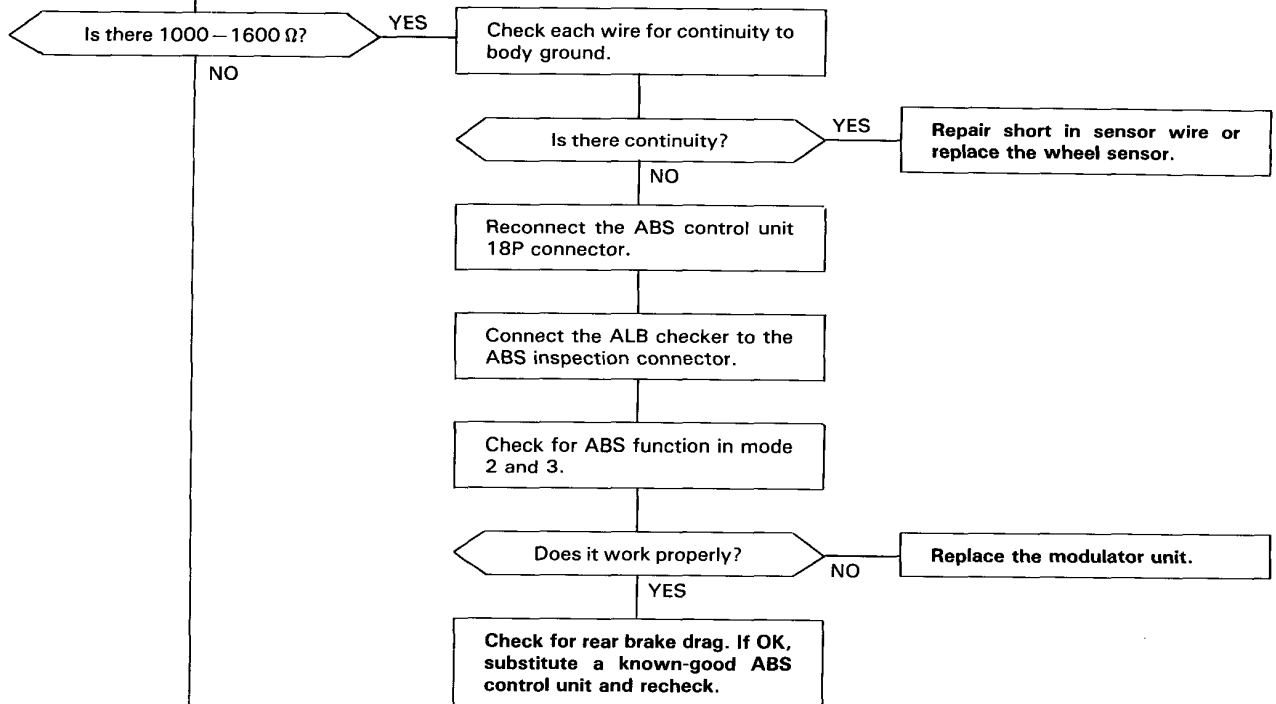 Is there 1000 – 1600 Ω?
YES
NO
Check each wire for continuity to
body ground.
Is there continuity?
YES
NO
Repair short in sensor wire or
replace the wheel sensor.
Reconnect the ABS control unit
18P connector.
Connect the ALB checker to the
ABS inspection connector.
Check for ABS function in mode
2 and 3.
Does it work properly?
NO
YES
Replace the modulator unit.
Check for rear brake drag. If OK,
substitute a known-good ABS
control unit and recheck.